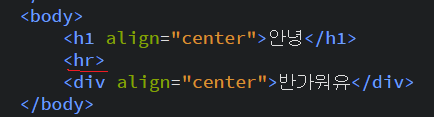 <body>
<h1 align="center">안녕</h1>
<hr>
<div align="center">반가워유</div>
</body>